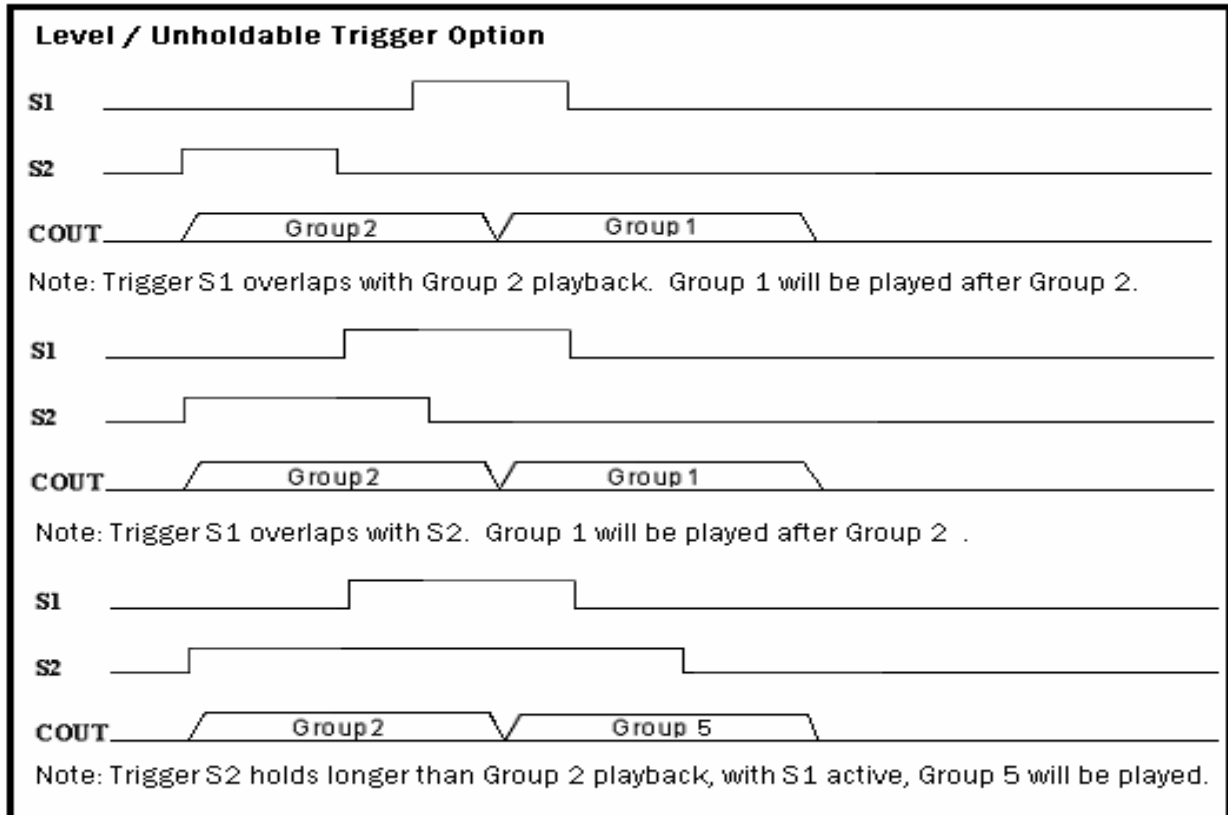 Level / Unholdable Trigger Option
S1
S2
COUT Group2 Group1
Note: Trigger S1 overlaps with Group 2 playback. Group 1 will be played after Group 2.
S1
S2
COUT Group2 Group1
Note: Trigger S1 overlaps with S2. Group 1 will be played after Group 2 .
S1
S2
COUT Group2 Group 5
Note: Trigger S2 holds longer than Group 2 playback, with S1 active, Group 5 will be played.